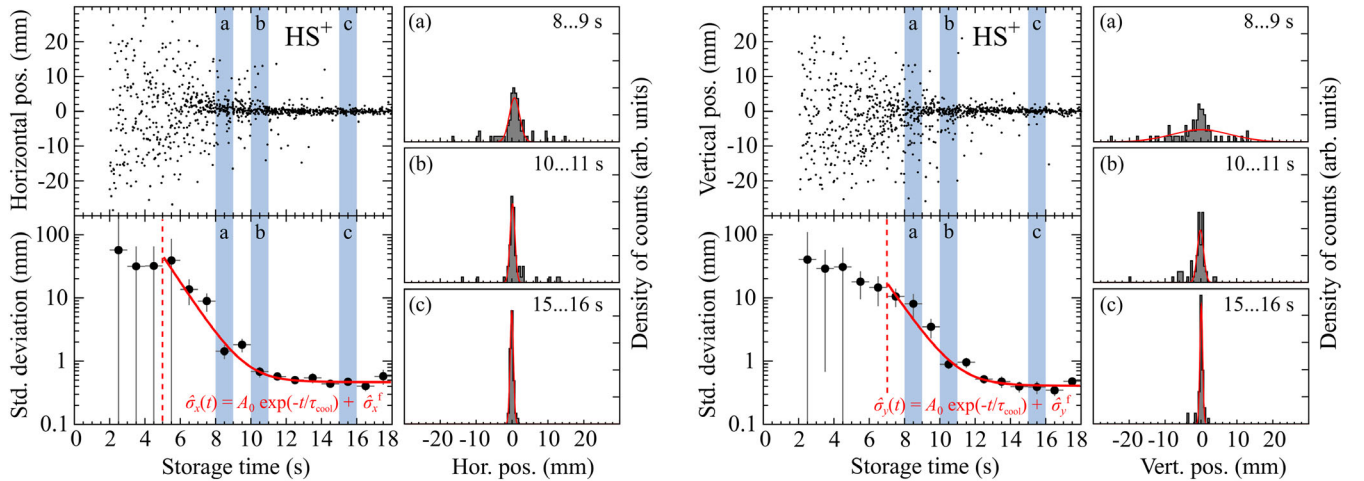 a b c
HS⁺
Horizontal pos. (mm)
20
10
0
-10
-20
a b c
Std. deviation (mm)
100
10
1
0.1
σ̂ₓ(t) = A₀ exp(-t/τ_cool) + σ̂ₓᶠ
0 2 4 6 8 10 12 14 16 18
Storage time (s)
(a) 8...9 s
(b) 10...11 s
(c) 15...16 s
Density of counts (arb. units)
-20 -10 0 10 20
Hor. pos. (mm)
a b c
HS⁺
Vertical pos. (mm)
20
10
0
-10
-20
a b c
Std. deviation (mm)
100
10
1
0.1
σ̂_y(t) = A₀ exp(-t/τ_cool) + σ̂_yᶠ
0 2 4 6 8 10 12 14 16 18
Storage time (s)
(a) 8...9 s
(b) 10...11 s
(c) 15...16 s
Density of counts (arb. units)
-20 -10 0 10 20
Vert. pos. (mm)